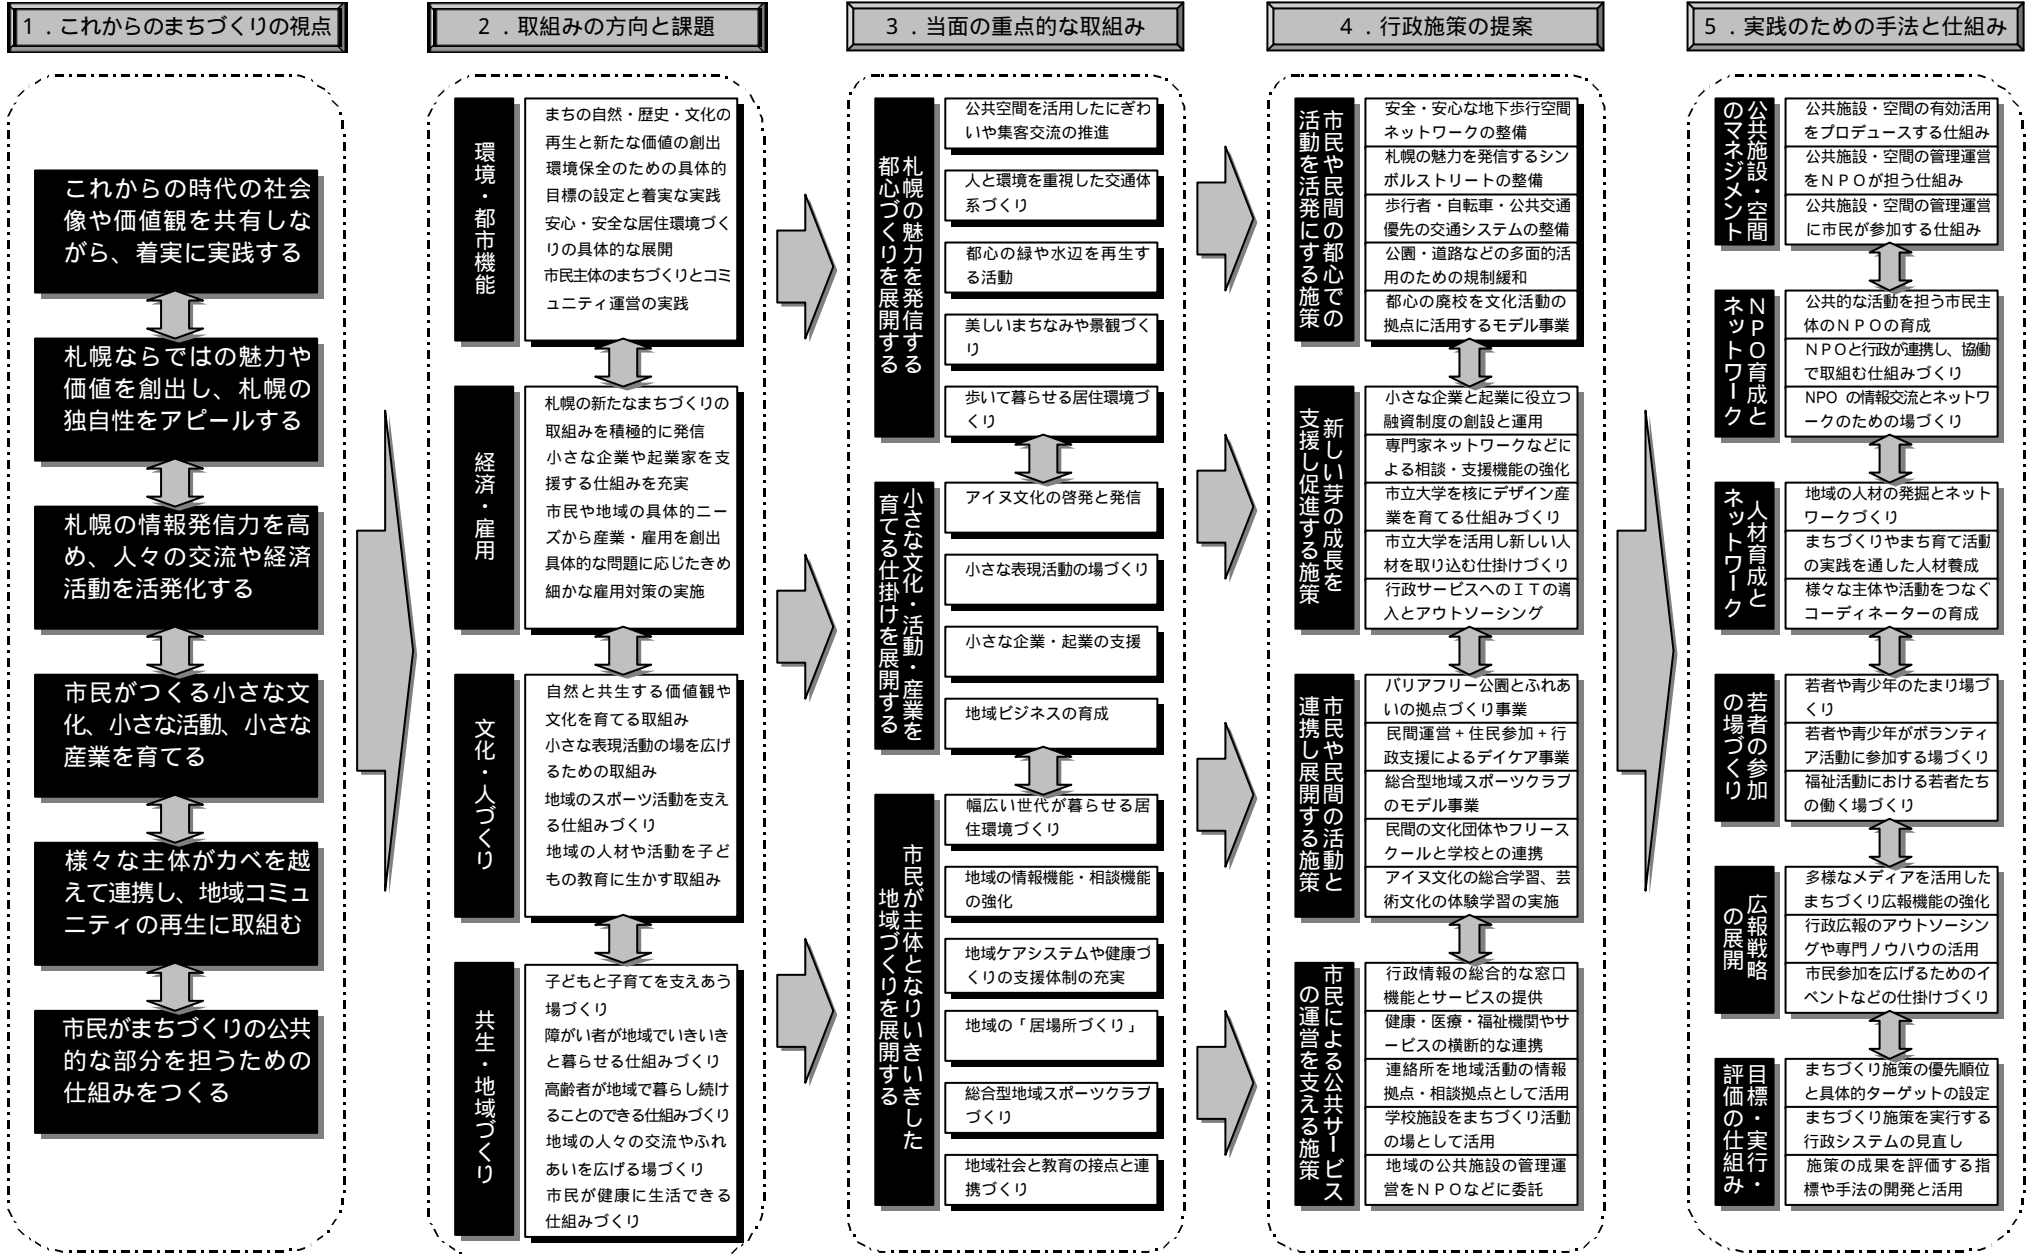 1．これからのまちづくりの視点
これからの時代の社会
像や価値観を共有しな
がら、着実に実践する
札幌ならではの魅力や
価値を創出し、札幌の
独自性をアピールする
札幌の情報発信力を高
め、人々の交流や経済
活動を活発化する
市民がつくる小さな文
化、小さな活動、小さな
産業を育てる
様々な主体がカベを越
えて連携し、地域コミュ
ニティの再生に取組む
市民がまちづくりの公共
的な部分を担うための
仕組みをつくる
2．取組みの方向と課題
環境・都市機能
まちの自然・歴史・文化の
再生と新たな価値の創出
環境保全のための具体的
目標の設定と着実な実践
安心・安全な居住環境づく
りの具体的な展開
市民主体のまちづくりとコミ
ュニティ運営の実践
経済・雇用
札幌の新たなまちづくりの
取組みを積極的に発信
小さな企業や起業家を支
援する仕組みを充実
市民や地域の具体的ニー
ズから産業・雇用を創出
具体的な問題に応じたきめ
細かな雇用対策の実施
文化・人づくり
自然と共生する価値観や
文化を育てる取組み
小さな表現活動の場を広げ
るための取組み
地域のスポーツ活動を支え
る仕組みづくり
地域の人材や活動を子ど
もの教育に生かす取組み
共生・地域づくり
子どもと子育てを支えあう
場づくり
障がい者が地域でいきいき
と暮らせる仕組みづくり
高齢者が地域で暮らし続け
ることのできる仕組みづくり
地域の人々の交流やふれ
あいを広げる場づくり
市民が健康に生活できる
仕組みづくり
3．当面の重点的な取組み
札幌の魅力を発信する
都心づくりを展開する
公共空間を活用したにぎわ
いや集客交流の推進
人と環境を重視した交通体
系づくり
都心の緑や水辺を再生す
る活動
美しいまちなみや景観づく
り
歩いて暮らせる居住環境づ
くり
小さな文化・活動・産業を
育てる仕掛けを展開する
アイヌ文化の啓発と発信
小さな表現活動の場づくり
小さな企業・起業の支援
地域ビジネスの育成
市民が主体となりいきいきした
地域づくりを展開する
幅広い世代が暮らせる居
住環境づくり
地域の情報機能・相談機能
の強化
地域ケアシステムや健康づ
くりの支援体制の充実
地域の「居場所づくり」
総合型地域スポーツクラブ
づくり
地域社会と教育の接点と連
携づくり
4．行政施策の提案
市民や民間の都心での
活動を活発にする施策
安全・安心な地下歩行空間
ネットワークの整備
札幌の魅力を発信するシン
ボルストリートの整備
歩行者・自転車・公共交通
優先の交通システムの整備
公園・道路などの多面的活
用のための規制緩和
都心の廃校を文化活動の
拠点に活用するモデル事業
新しい芽の成長を
支援し促進する施策
小さな企業と起業に役立つ
融資制度の創設と運用
専門家ネットワークなどに
よる相談・支援機能の強化
市立大学を核にデザイン産
業を育てる仕組みづくり
市立大学を活用し新しい人
材を取り込む仕掛けづくり
行政サービスへのITの導
入とアウトソーシング
市民や民間の活動と
連携し展開する施策
バリアフリー公園とふれあ
いの拠点づくり事業
民間運営＋住民参加＋行
政支援によるデイケア事業
総合型地域スポーツクラブ
のモデル事業
民間の文化団体やフリース
クールと学校との連携
アイヌ文化の総合学習、芸
術文化の体験学習の実施
市民による公共サービス
の運営を支える施策
行政情報の総合的な窓口
機能とサービスの提供
健康・医療・福祉機関やサ
ービスの横断的な連携
連絡所を地域活動の情報
拠点・相談拠点として活用
学校施設をまちづくり活動
の場として活用
地域の公共施設の管理運
営をNPOなどに委託
5．実践のための手法と仕組み
公共施設・空間
のマネジメント
公共施設・空間の有効活用
をプロデュースする仕組み
公共施設・空間の管理運営
をNPOが担う仕組み
公共施設・空間の管理運営
に市民が参加する仕組み
NPO育成と
ネットワーク
公共的な活動を担う市民主
体のNPOの育成
NPOと行政が連携し、協働
で取組む仕組みづくり
NPO の情報交流とネットワ
ークのための場づくり
人材育成と
ネットワーク
地域の人材の発掘とネット
ワークづくり
まちづくりやまち育て活動
の実践を通した人材養成
様々な主体や活動をつなぐ
コーディネーターの育成
若者の参加
の場づくり
若者や青少年のたまり場づ
くり
若者や青少年がボランティ
ア活動に参加する場づくり
福祉活動における若者たち
の働く場づくり
広報戦略
の展開
多様なメディアを活用した
まちづくり広報機能の強化
行政広報のアウトソーシン
グや専門ノウハウの活用
市民参加を広げるためのイ
ベントなどの仕掛けづくり
目標・実行・
評価の仕組み
まちづくり施策の優先順位
と具体的ターゲットの設定
まちづくり施策を実行する
行政システムの見直し
施策の成果を評価する指
標や手法の開発と活用